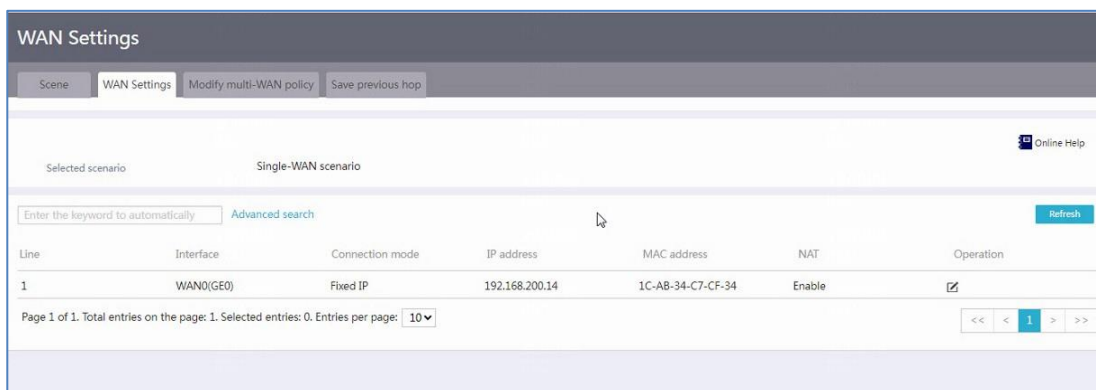 WAN Settings
Scene WAN Settings Modify multi-WAN policy Save previous hop
Online Help
Selected scenario Single-WAN scenario
Enter the keyword to automatically Advanced search Refresh
Line Interface Connection mode IP address MAC address NAT Operation
1 WAN0(GE0) Fixed IP 192.168.200.14 1C-AB-34-C7-CF-34 Enable
Page 1 of 1. Total entries on the page: 1. Selected entries: 0. Entries per page: 10
<< < 1 > >>